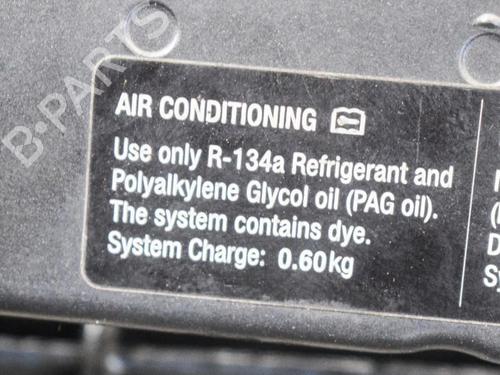 B-PARTS
AIR CONDITIONING
Use only R-134a Refrigerant and
Polyalkylene Glycol oil (PAG oil).
The system contains dye.
System Charge: 0.60kg